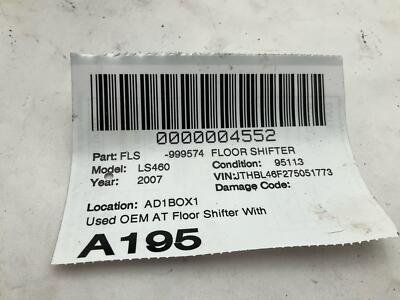 0000004552
Part: FLS -999574 FLOOR SHIFTER
Model: LS460 Condition: 95113
Year: 2007 VIN:JTHBL46F275051773
Damage Code:
Location: AD1BOX1
Used OEM AT Floor Shifter With
A195